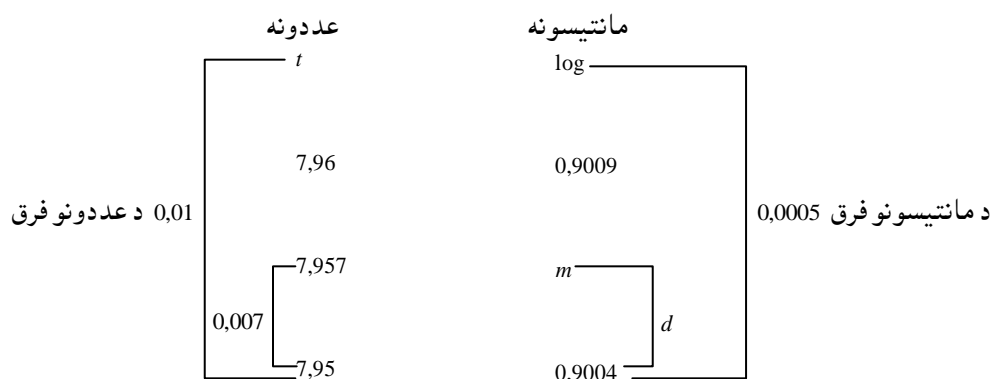 عددونه مانتیسونه
t log
7,96 0,9009
د عددونو فرق 0,01 0,0005 د مانتیسونو فرق
7,957 m
0,007 d
7,95 0,9004